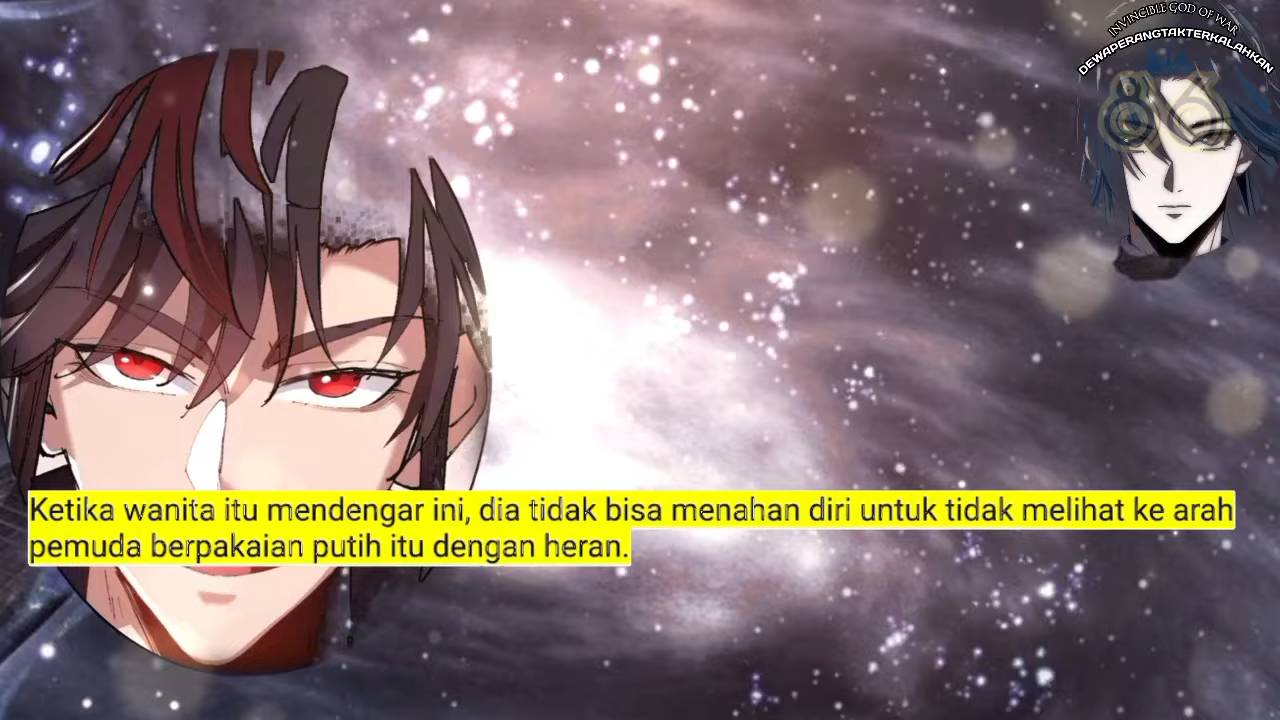 INVINCIBLE GOD OF WAR
DEWAPERANGTAKTERKALAHKAN
Ketika wanita itu mendengar ini, dia tidak bisa menahan diri untuk tidak melihat ke arah
pemuda berpakaian putih itu dengan heran.